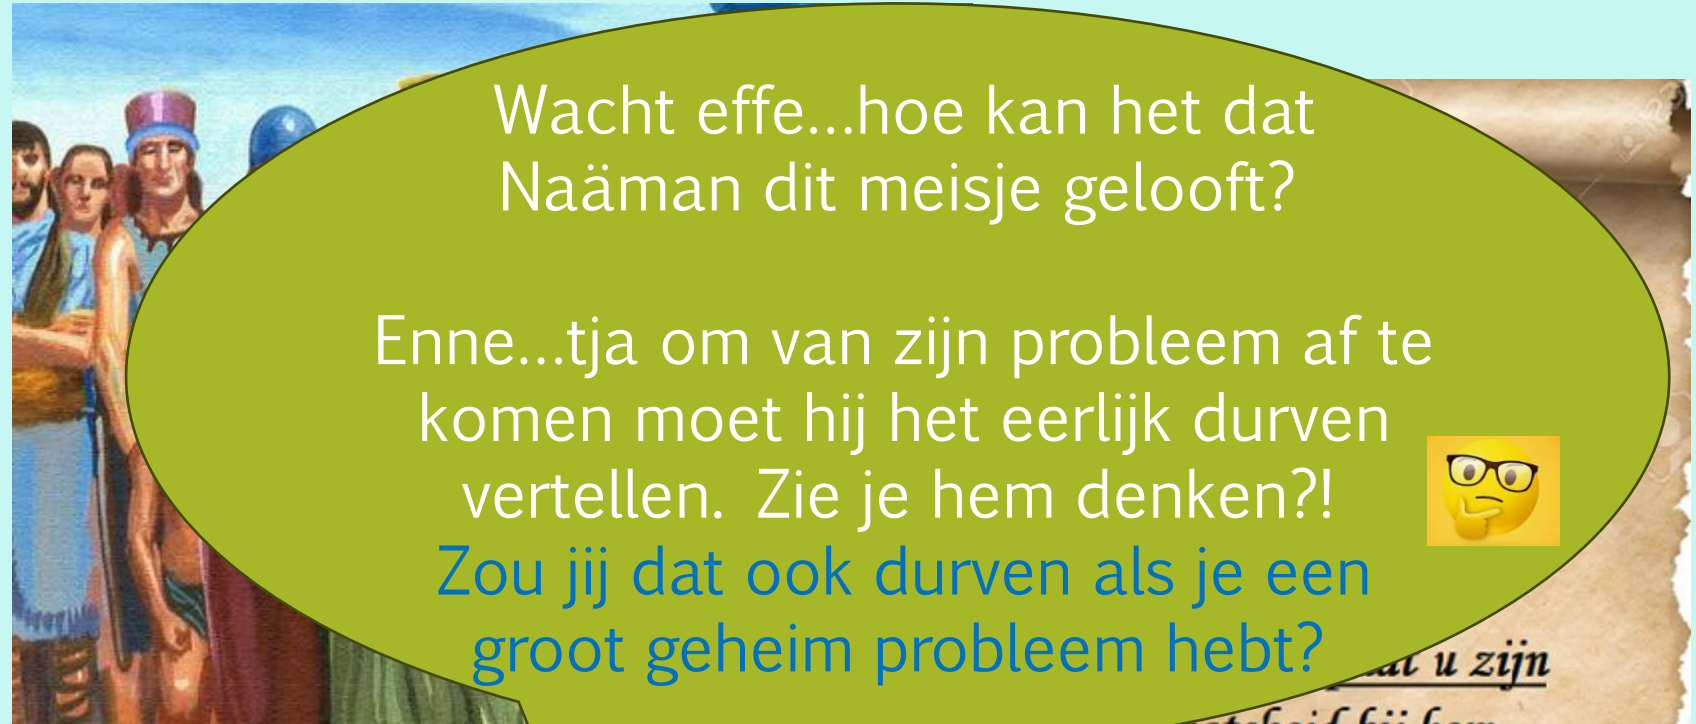 Wacht effe...hoe kan het dat
Naäman dit meisje gelooft?
Enne...tja om van zijn probleem af te
komen moet hij het eerlijk durven
vertellen. Zie je hem denken?!
Zou jij dat ook durven als je een
groot geheim probleem hebt?
u zijn